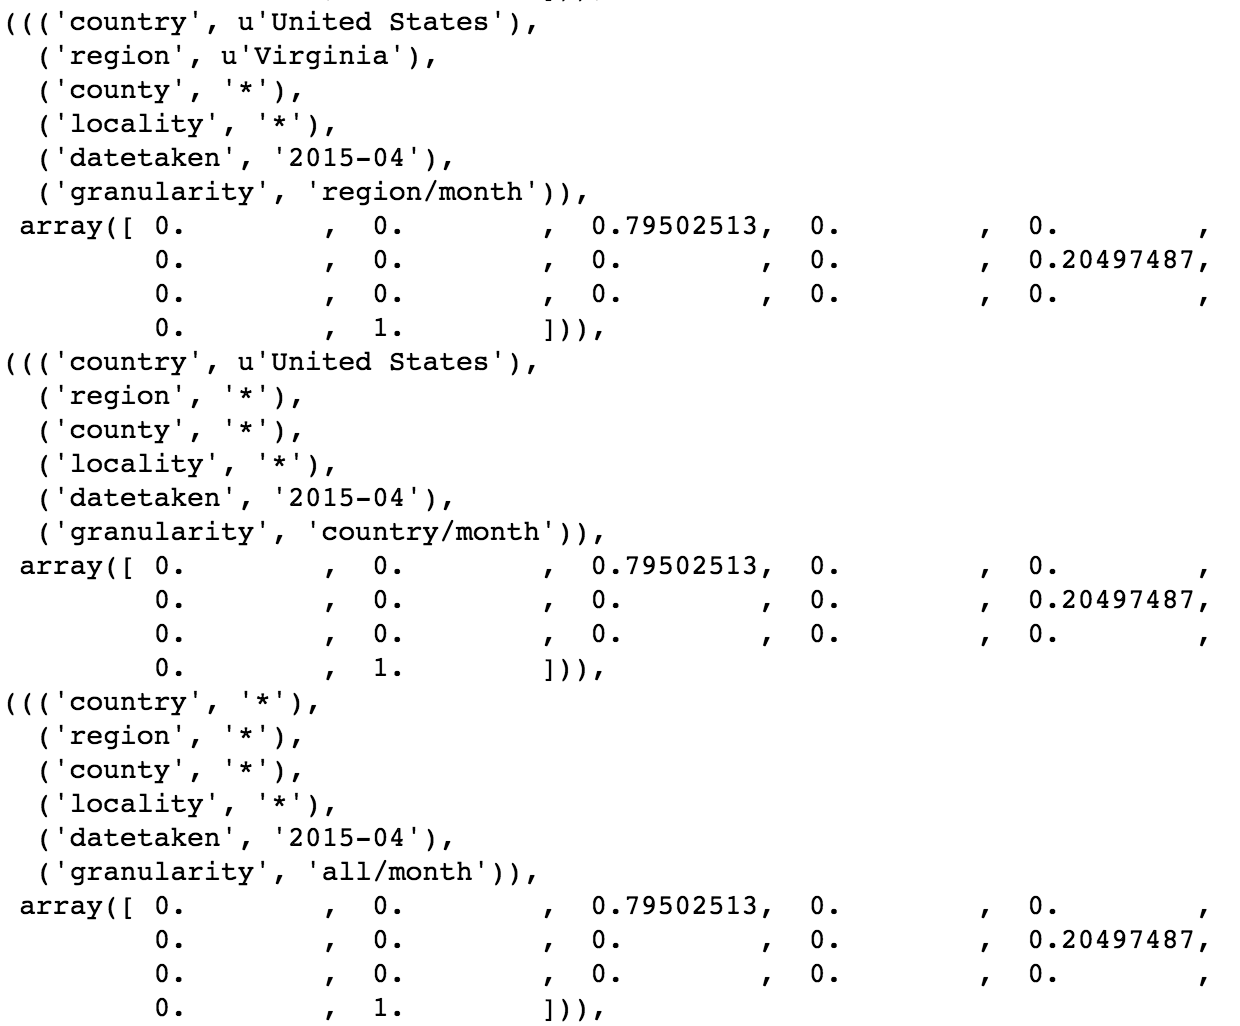 ((('country', u'United States'),
  ('region', u'Virginia'),
  ('county', '*'),
  ('locality', '*'),
  ('datetaken', '2015-04'),
  ('granularity', 'region/month')),
 array([ 0.        ,  0.        ,  0.79502513,  0.        ,  0.        ,
         0.        ,  0.        ,  0.        ,  0.        ,  0.20497487,
         0.        ,  0.        ,  0.        ,  0.        ,  0.        ,
         0.        ,  1.        ])),
((('country', u'United States'),
  ('region', '*'),
  ('county', '*'),
  ('locality', '*'),
  ('datetaken', '2015-04'),
  ('granularity', 'country/month')),
 array([ 0.        ,  0.        ,  0.79502513,  0.        ,  0.        ,
         0.        ,  0.        ,  0.        ,  0.        ,  0.20497487,
         0.        ,  0.        ,  0.        ,  0.        ,  0.        ,
         0.        ,  1.        ])),
((('country', '*'),
  ('region', '*'),
  ('county', '*'),
  ('locality', '*'),
  ('datetaken', '2015-04'),
  ('granularity', 'all/month')),
 array([ 0.        ,  0.        ,  0.79502513,  0.        ,  0.        ,
         0.        ,  0.        ,  0.        ,  0.        ,  0.20497487,
         0.        ,  0.        ,  0.        ,  0.        ,  0.        ,
         0.        ,  1.        ])),